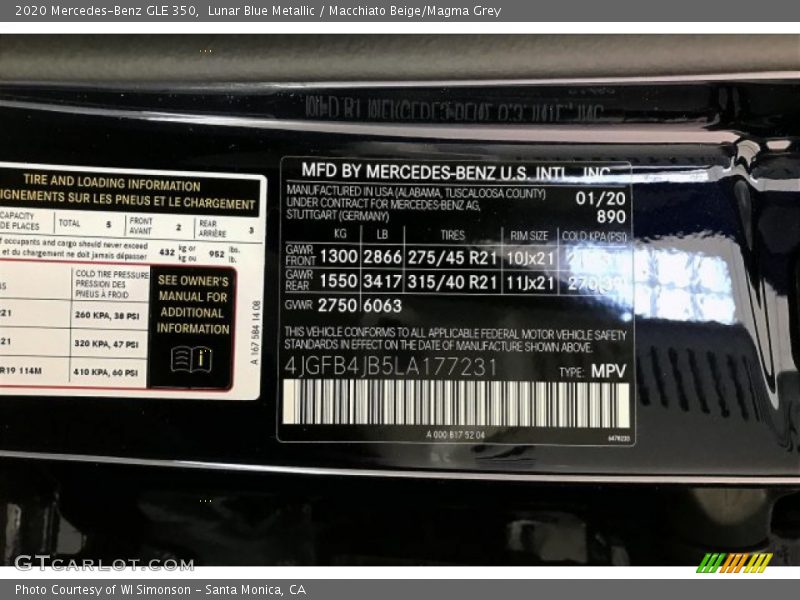 2020 Mercedes-Benz GLE 350,  Lunar Blue Metallic / Macchiato Beige/Magma Grey
TIRE AND LOADING INFORMATION
IGNEMENTS SUR LES PNEUS ET LE CHARGEMENT
CAPACITY
DE PLACES
TOTAL 5
FRONT
AVANT 2
REAR
ARRIÈRE 3
f occupants and cargo should never exceed
et du chargement ne doit jamais dépasser
432 kg or
kg ou
952 lbs.
lb.
COLD TIRE PRESSURE
PRESSION DES
PNEUS À FROID
21 260 KPA, 38 PSI
21 320 KPA, 47 PSI
R19 114M 410 KPA, 60 PSI
SEE OWNER'S
MANUAL FOR
ADDITIONAL
INFORMATION
A 167 584 14 08
MFD BY MERCEDES-BENZ U.S. INTL., INC.
MANUFACTURED IN USA (ALABAMA, TUSCALOOSA COUNTY)
UNDER CONTRACT FOR MERCEDES-BENZ AG,
STUTTGART (GERMANY)
01/20
890
KG LB TIRES RIM SIZE COLD KPA (PSI)
GAWR
FRONT 1300 2866 275/45 R21 10Jx21
GAWR
REAR 1550 3417 315/40 R21 11Jx21 270(39)
GVWR 2750 6063
THIS VEHICLE CONFORMS TO ALL APPLICABLE FEDERAL MOTOR VEHICLE SAFETY
STANDARDS IN EFFECT ON THE DATE OF MANUFACTURE SHOWN ABOVE.
4JGFB4JB5LA177231
TYPE: MPV
A 000 817 52 04
6478220
GTCARLOT.COM
Photo Courtesy of WI Simonson - Santa Monica, CA